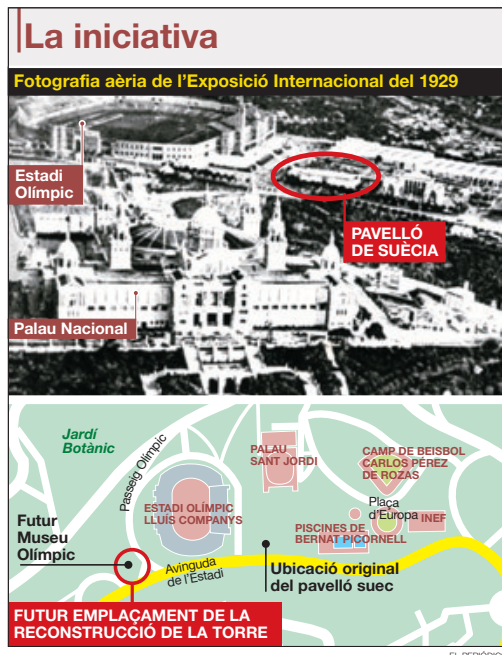 La iniciativa
Fotografia aèria de l'Exposició Internacional del 1929
Estadi
Olímpic
PAVELLÓ
DE SUÈCIA
Palau Nacional
Jardí
Botànic
Passeig Olímpic
PALAU
SANT JORDI
CAMP DE BEISBOL
CARLOS PÉREZ
DE ROZAS
ESTADI OLÍMPIC
LLUÍS COMPANYS
Plaça
d'Europa
INEF
PISCINES DE
BERNAT PICORNELL
Futur
Museu
Olímpic
Avinguda
de l'Estadi
Ubicació original
del pavelló suec
FUTUR EMPLAÇAMENT DE LA
RECONSTRUCCIÓ DE LA TORRE
EL PERIÓDICO